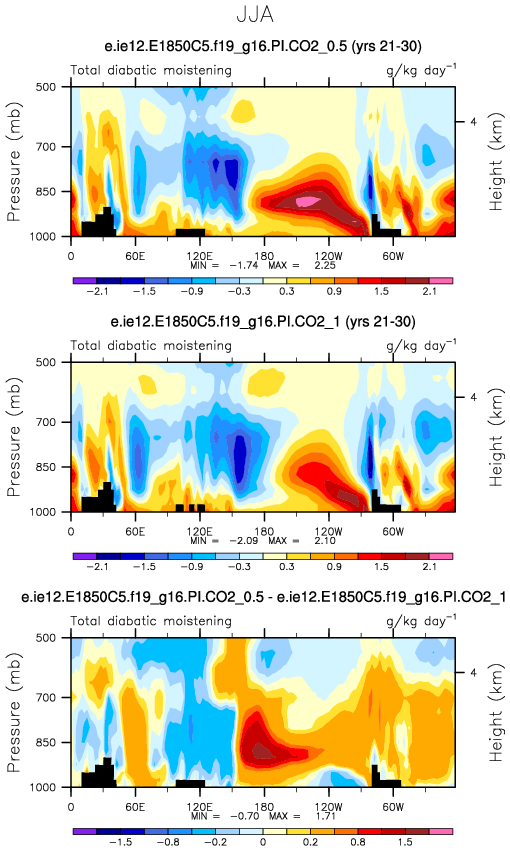 JJA
e.ie12.E1850C5.f19_g16.PI.CO2_0.5 (yrs 21-30)
Total diabatic moistening g/kg day⁻¹
Pressure (mb)
Height (km)
500
700
850
1000
4
0 60E 120E 180 120W 60W
MIN = -1.74 MAX = 2.25
-2.1 -1.5 -0.9 -0.3 0.3 0.9 1.5 2.1
e.ie12.E1850C5.f19_g16.PI.CO2_1 (yrs 21-30)
Total diabatic moistening g/kg day⁻¹
Pressure (mb)
Height (km)
500
700
850
1000
4
0 60E 120E 180 120W 60W
MIN = -2.09 MAX = 2.10
-2.1 -1.5 -0.9 -0.3 0.3 0.9 1.5 2.1
e.ie12.E1850C5.f19_g16.PI.CO2_0.5 - e.ie12.E1850C5.f19_g16.PI.CO2_1
Total diabatic moistening g/kg day⁻¹
Pressure (mb)
Height (km)
500
700
850
1000
4
0 60E 120E 180 120W 60W
MIN = -0.70 MAX = 1.71
-1.5 -0.8 -0.2 0 0.2 0.8 1.5